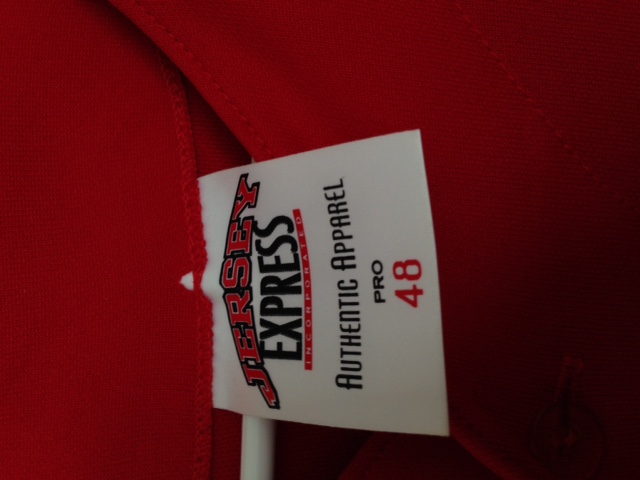 JERSEY
EXPRESS
INCORPORATED
AUTHENTIC APPAREL
PRO
48